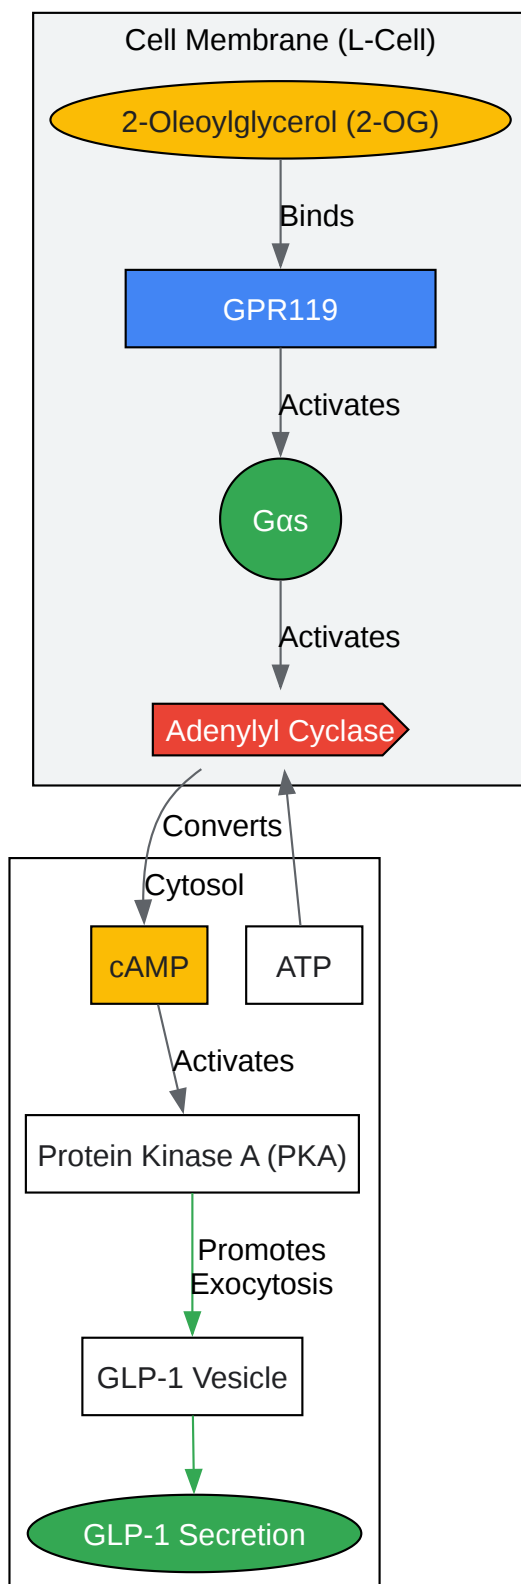 Cell Membrane (L-Cell)
2-Oleoylglycerol (2-OG)
Binds
GPR119
Activates
Gαs
Activates
Adenylyl Cyclase
Converts
Cytosol
cAMP
ATP
Activates
Protein Kinase A (PKA)
Promotes
Exocytosis
GLP-1 Vesicle
GLP-1 Secretion